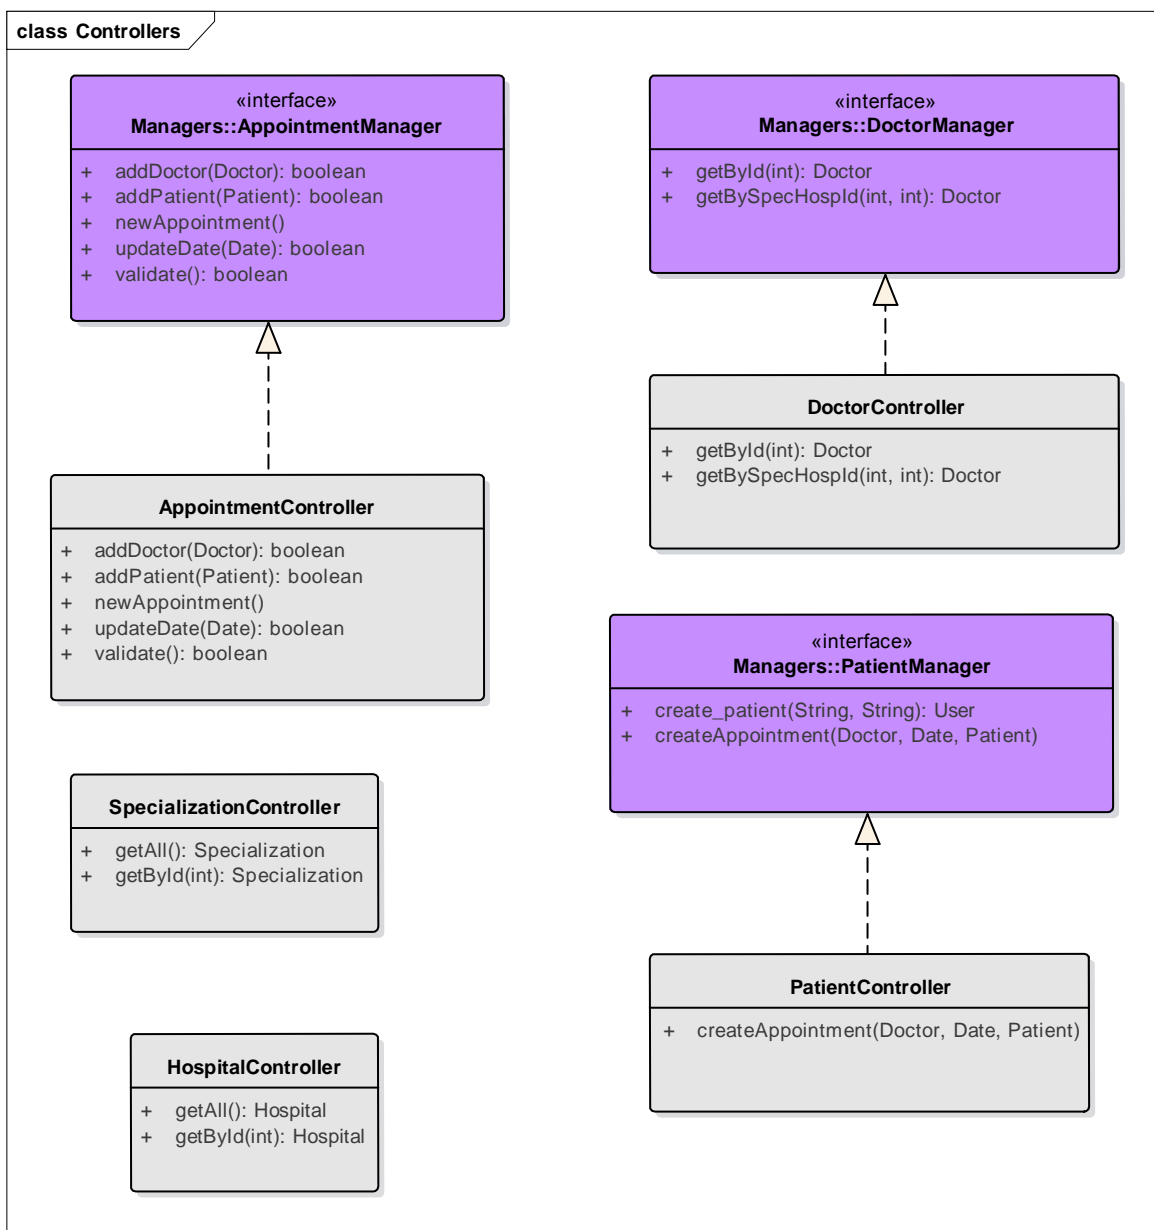 class Controllers
«interface»
Managers::AppointmentManager
+ addDoctor(Doctor): boolean
+ addPatient(Patient): boolean
+ newAppointment()
+ updateDate(Date): boolean
+ validate(): boolean
«interface»
Managers::DoctorManager
+ getById(int): Doctor
+ getBySpecHospId(int, int): Doctor
DoctorController
+ getById(int): Doctor
+ getBySpecHospId(int, int): Doctor
AppointmentController
+ addDoctor(Doctor): boolean
+ addPatient(Patient): boolean
+ newAppointment()
+ updateDate(Date): boolean
+ validate(): boolean
«interface»
Managers::PatientManager
+ create_patient(String, String): User
+ createAppointment(Doctor, Date, Patient)
SpecializationController
+ getAll(): Specialization
+ getById(int): Specialization
PatientController
+ createAppointment(Doctor, Date, Patient)
HospitalController
+ getAll(): Hospital
+ getById(int): Hospital